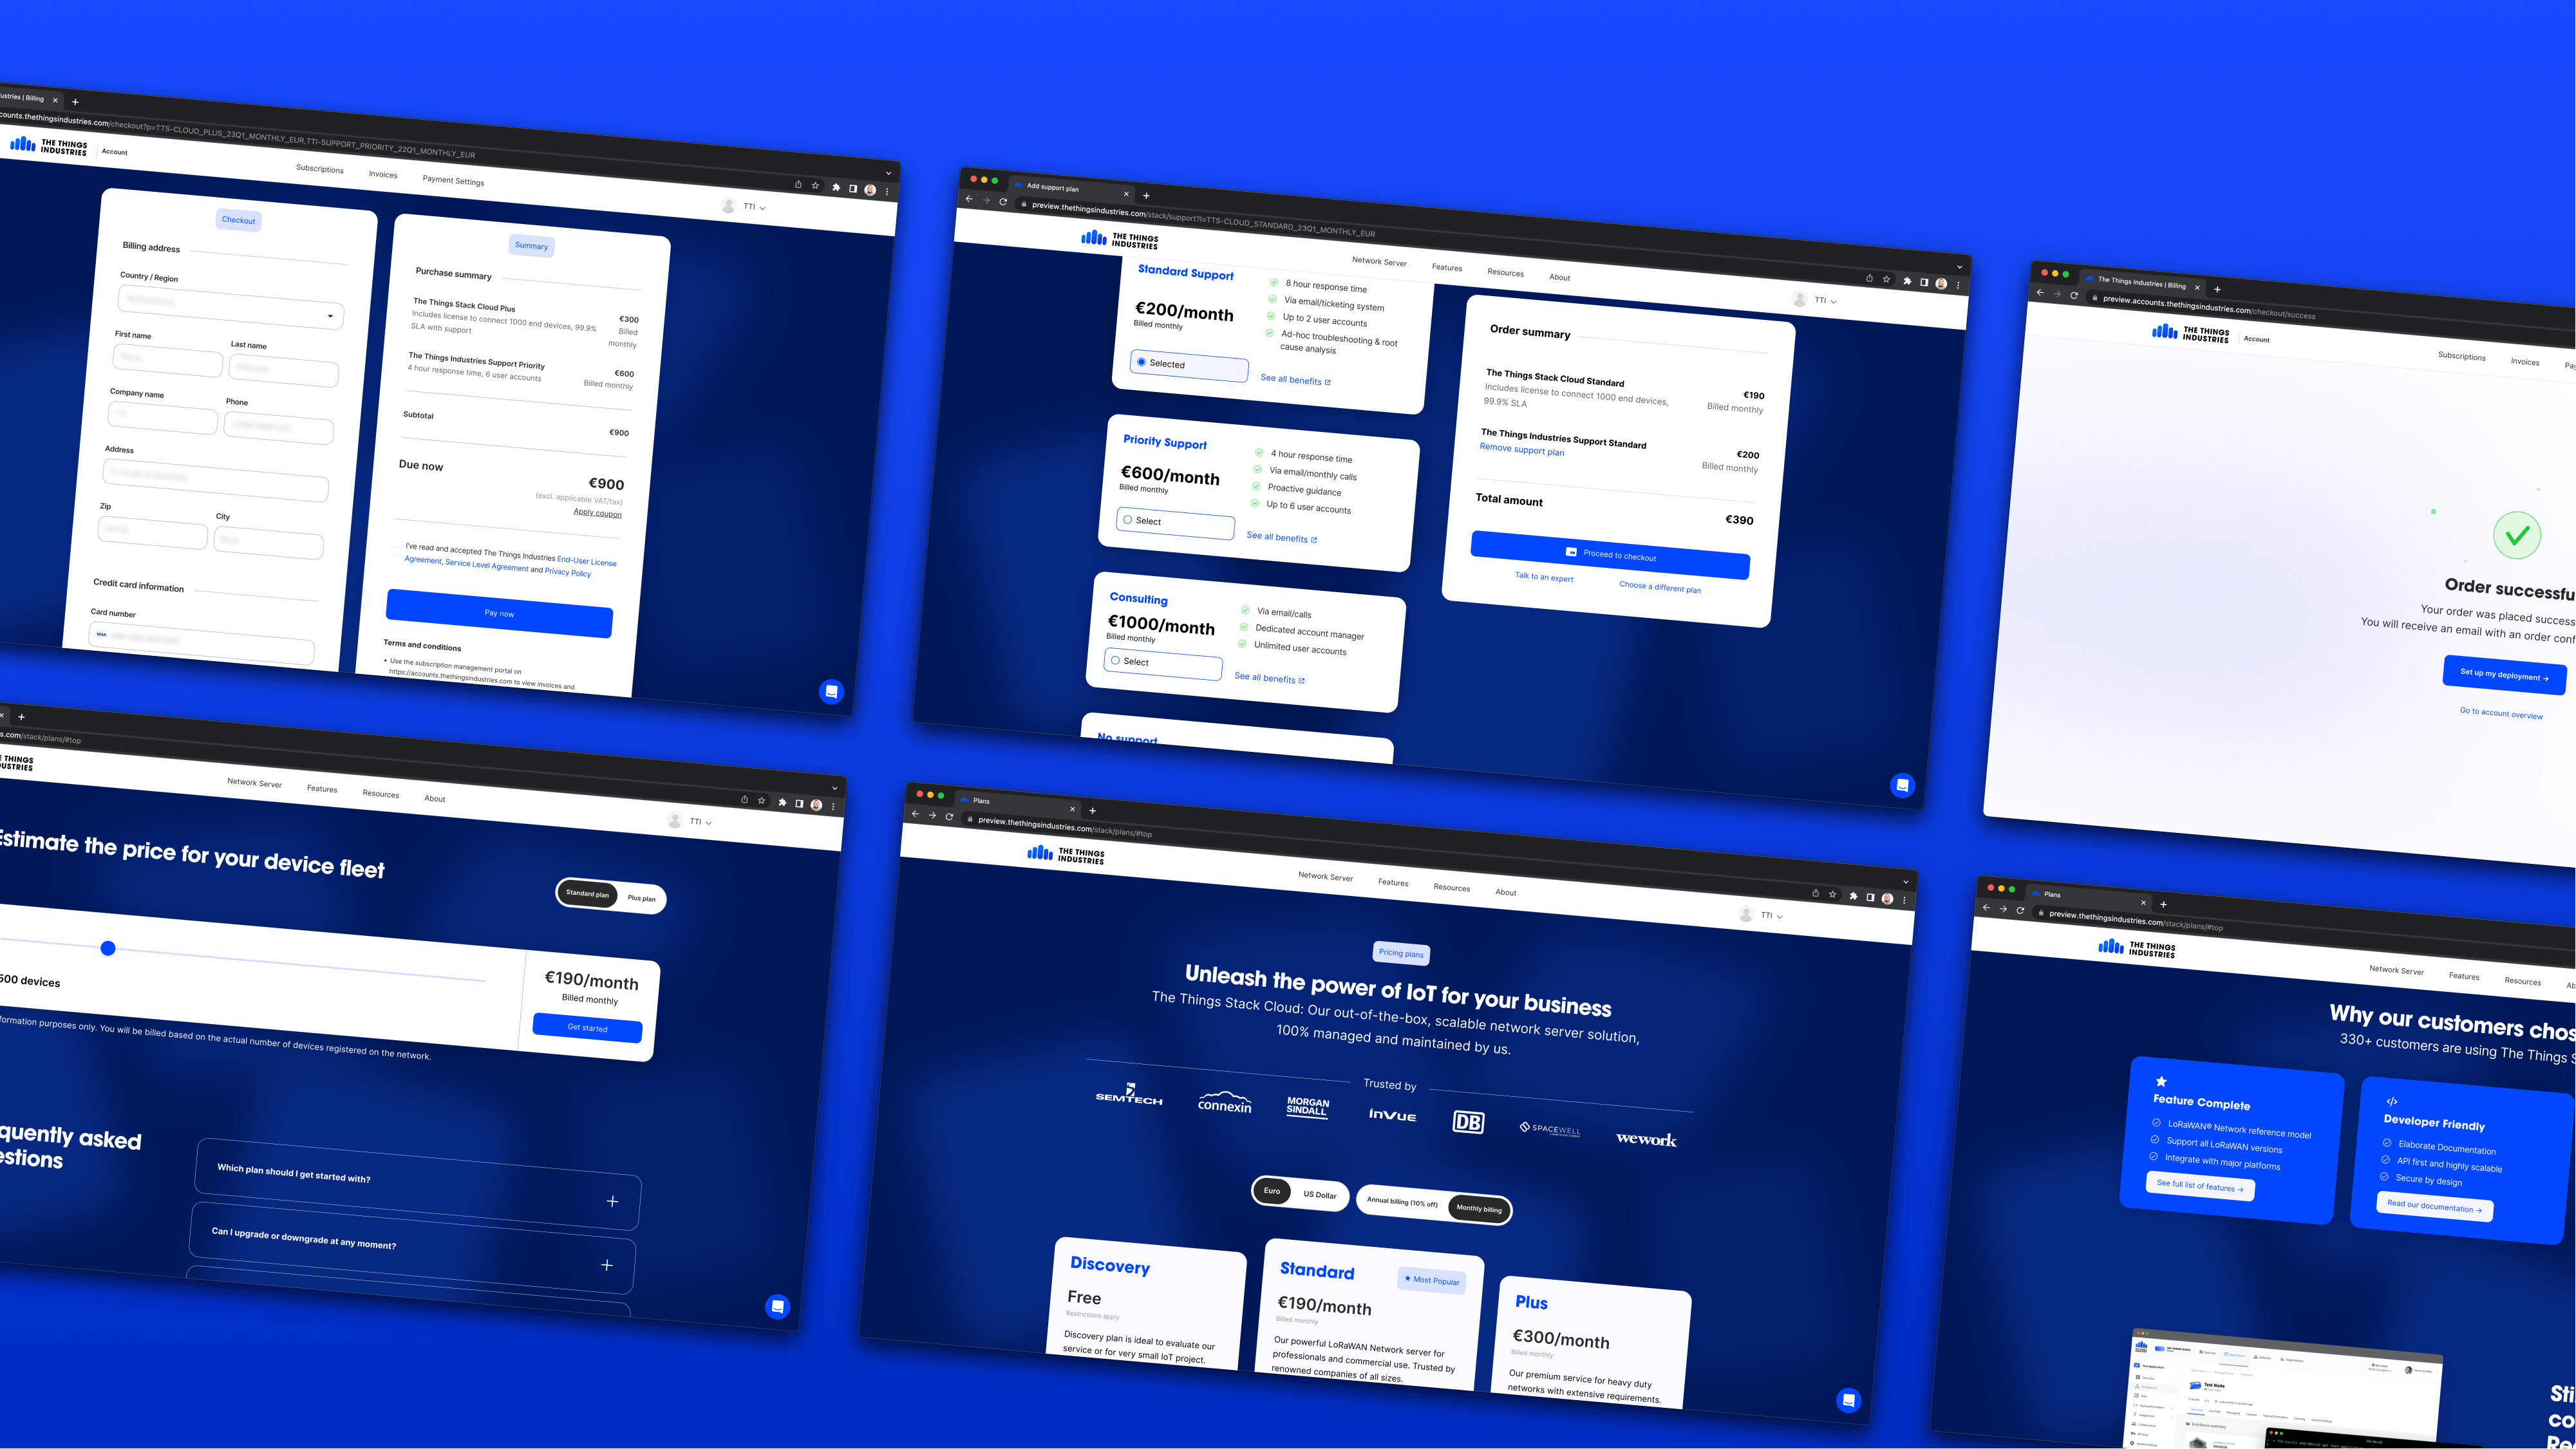 ustries | Billing
counts.thethingsindustries.com/checkout?p=TTS-CLOUD_PLUS_23Q1_MONTHLY_EUR,TTI-SUPPORT_PRIORITY_22Q1_MONTHLY_EUR
THE THINGS
INDUSTRIES
Account
Subscriptions
Invoices
Payment Settings
TTI
Checkout
Billing address
Country / Region
First name
Last name
Company name
Phone
Address
Zip
City
Credit card information
Card number
VISA
Summary
Purchase summary
The Things Stack Cloud Plus
€300
Includes license to connect 1000 end devices, 99.9%
Billed
SLA with support
monthly
The Things Industries Support Priority
€600
4 hour response time, 6 user accounts
Billed monthly
Subtotal
€900
Due now
€900
(excl. applicable VAT/tax)
Apply coupon
I've read and accepted The Things Industries End-User License
Agreement, Service Level Agreement and Privacy Policy
Pay now
Terms and conditions
• Use the subscription management portal on
https://accounts.thethingsindustries.com to view invoices and
Add support plan
preview.thethingsindustries.com/stack/support?l=TTS-CLOUD_STANDARD_23Q1_MONTHLY_EUR
THE THINGS
INDUSTRIES
Network Server
Features
Resources
About
TTI
Standard Support
€200/month
Billed monthly
Selected
8 hour response time
Via email/ticketing system
Up to 2 user accounts
Ad-hoc troubleshooting & root
cause analysis
See all benefits
Priority Support
€600/month
Billed monthly
Select
4 hour response time
Via email/monthly calls
Proactive guidance
Up to 6 user accounts
See all benefits
Consulting
€1000/month
Billed monthly
Select
Via email/calls
Dedicated account manager
Unlimited user accounts
See all benefits
No support
Order summary
The Things Stack Cloud Standard
€190
Includes license to connect 1000 end devices,
Billed monthly
99.9% SLA
The Things Industries Support Standard
€200
Remove support plan
Billed monthly
Total amount
€390
Proceed to checkout
Talk to an expert
Choose a different plan
The Things Industries | Billing
preview.accounts.thethingsindustries.com/checkout/success
THE THINGS
INDUSTRIES
Account
Subscriptions
Invoices
Pay
Order successfu
Your order was placed success
You will receive an email with an order conf
Set up my deployment →
Go to account overview
s.com/stack/plans/#top
E THINGS
DUSTRIES
Network Server
Features
Resources
About
TTI
Estimate the price for your device fleet
Standard plan
Plus plan
500 devices
€190/month
Billed monthly
Get started
formation purposes only. You will be billed based on the actual number of devices registered on the network.
quently asked
estions
Which plan should I get started with?
Can I upgrade or downgrade at any moment?
Plans
preview.thethingsindustries.com/stack/plans/#top
THE THINGS
INDUSTRIES
Network Server
Features
Resources
About
TTI
Pricing plans
Unleash the power of IoT for your business
The Things Stack Cloud: Our out-of-the-box, scalable network server solution,
100% managed and maintained by us.
Trusted by
SEMTECH
connexin
MORGAN
SINDALL
InVue
DB
SPACEWELL
wework
Euro
US Dollar
Annual billing (10% off)
Monthly billing
Discovery
Free
Restrictions apply
Discovery plan is ideal to evaluate our
service or for very small IoT project.
Standard
★ Most Popular
€190/month
Billed monthly
Our powerful LoRaWAN Network server for
professionals and commercial use. Trusted by
renowned companies of all sizes.
Plus
€300/month
Billed monthly
Our premium service for heavy duty
networks with extensive requirements.
Plans
preview.thethingsindustries.com/stack/plans/#top
THE THINGS
INDUSTRIES
Network Server
Features
Resources
Ab
Why our customers chos
330+ customers are using The Things S
Feature Complete
LoRaWAN® Network reference model
Support all LoRaWAN versions
Integrate with major platforms
See full list of features →
Developer Friendly
Elaborate Documentation
API first and highly scalable
Secure by design
Read our documentation →
Test Node
Sti
co